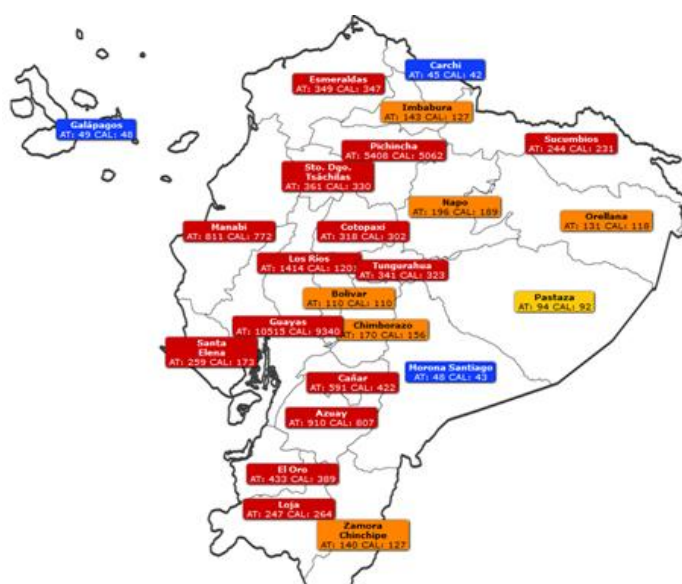 Carchi
AT: 45 CAL: 42
Esmeraldas
AT: 349 CAL: 347
Imbabura
AT: 143 CAL: 127
Galápagos
AT: 49 CAL: 48
Sucumbios
AT: 244 CAL: 231
Pichincha
AT: 5408 CAL: 5062
Sto. Dgo.
Tsáchilas
AT: 361 CAL: 330
Napo
AT: 196 CAL: 189
Orellana
AT: 131 CAL: 118
Manabí
AT: 811 CAL: 772
Cotopaxi
AT: 318 CAL: 302
Los Ríos
AT: 1414 CAL: 120
Tungurahua
AT: 341 CAL: 323
Bolívar
AT: 110 CAL: 110
Pastaza
AT: 94 CAL: 92
Guayas
AT: 10515 CAL: 9340
Chimborazo
AT: 170 CAL: 156
Santa
Elena
AT: 259 CAL: 173
Morona Santiago
AT: 48 CAL: 43
Cañar
AT: 591 CAL: 422
Azuay
AT: 910 CAL: 807
El Oro
AT: 433 CAL: 389
Loja
AT: 247 CAL: 264
Zamora
Chinchipe
AT: 140 CAL: 127